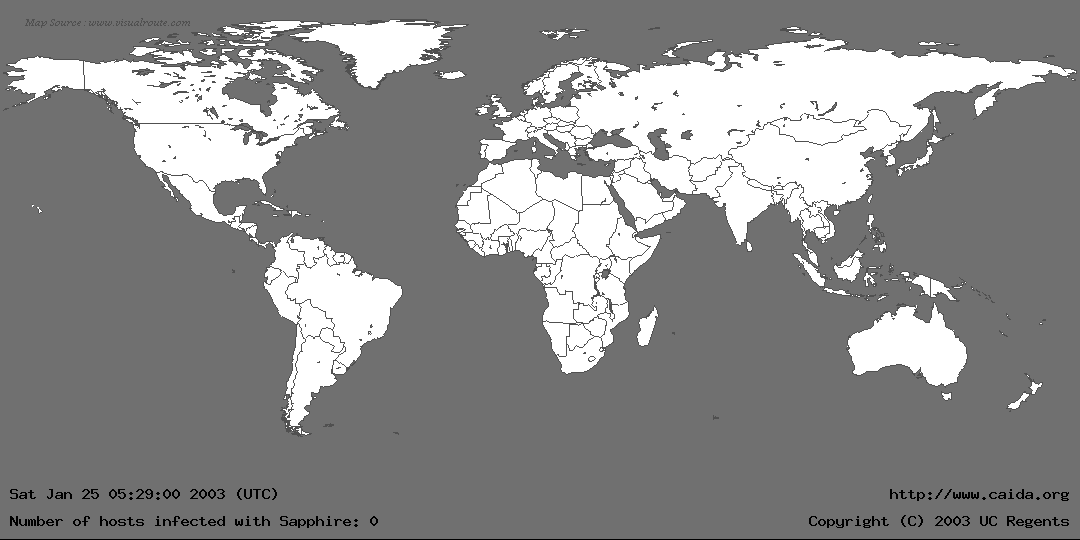 Map Source : www.visualroute.com
Sat Jan 25 05:29:00 2003 (UTC)
http://www.caida.org
Number of hosts infected with Sapphire: 0
Copyright (C) 2003 UC Regents